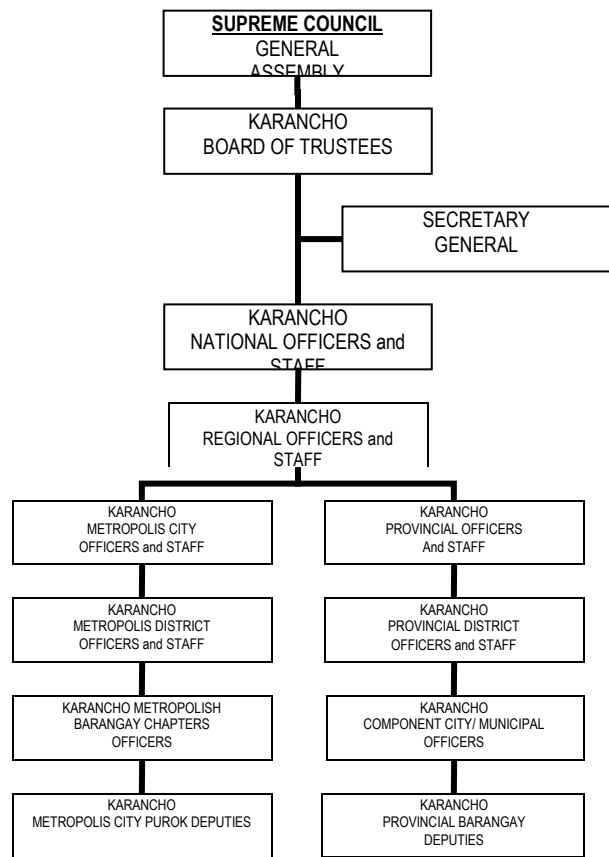 SUPREME COUNCIL
GENERAL
ASSEMBLY
KARANCHO
BOARD OF TRUSTEES
SECRETARY
GENERAL
KARANCHO
NATIONAL OFFICERS and
STAFF
KARANCHO
REGIONAL OFFICERS and
STAFF
KARANCHO
METROPOLIS CITY
OFFICERS and STAFF
KARANCHO
PROVINCIAL OFFICERS
And STAFF
KARANCHO
METROPOLIS DISTRICT
OFFICERS and STAFF
KARANCHO
PROVINCIAL DISTRICT
OFFICERS and STAFF
KARANCHO METROPOLISH
BARANGAY CHAPTERS
OFFICERS
KARANCHO
COMPONENT CITY/ MUNICIPAL
OFFICERS
KARANCHO
METROPOLIS CITY PUROK DEPUTIES
KARANCHO
PROVINCIAL BARANGAY
DEPUTIES